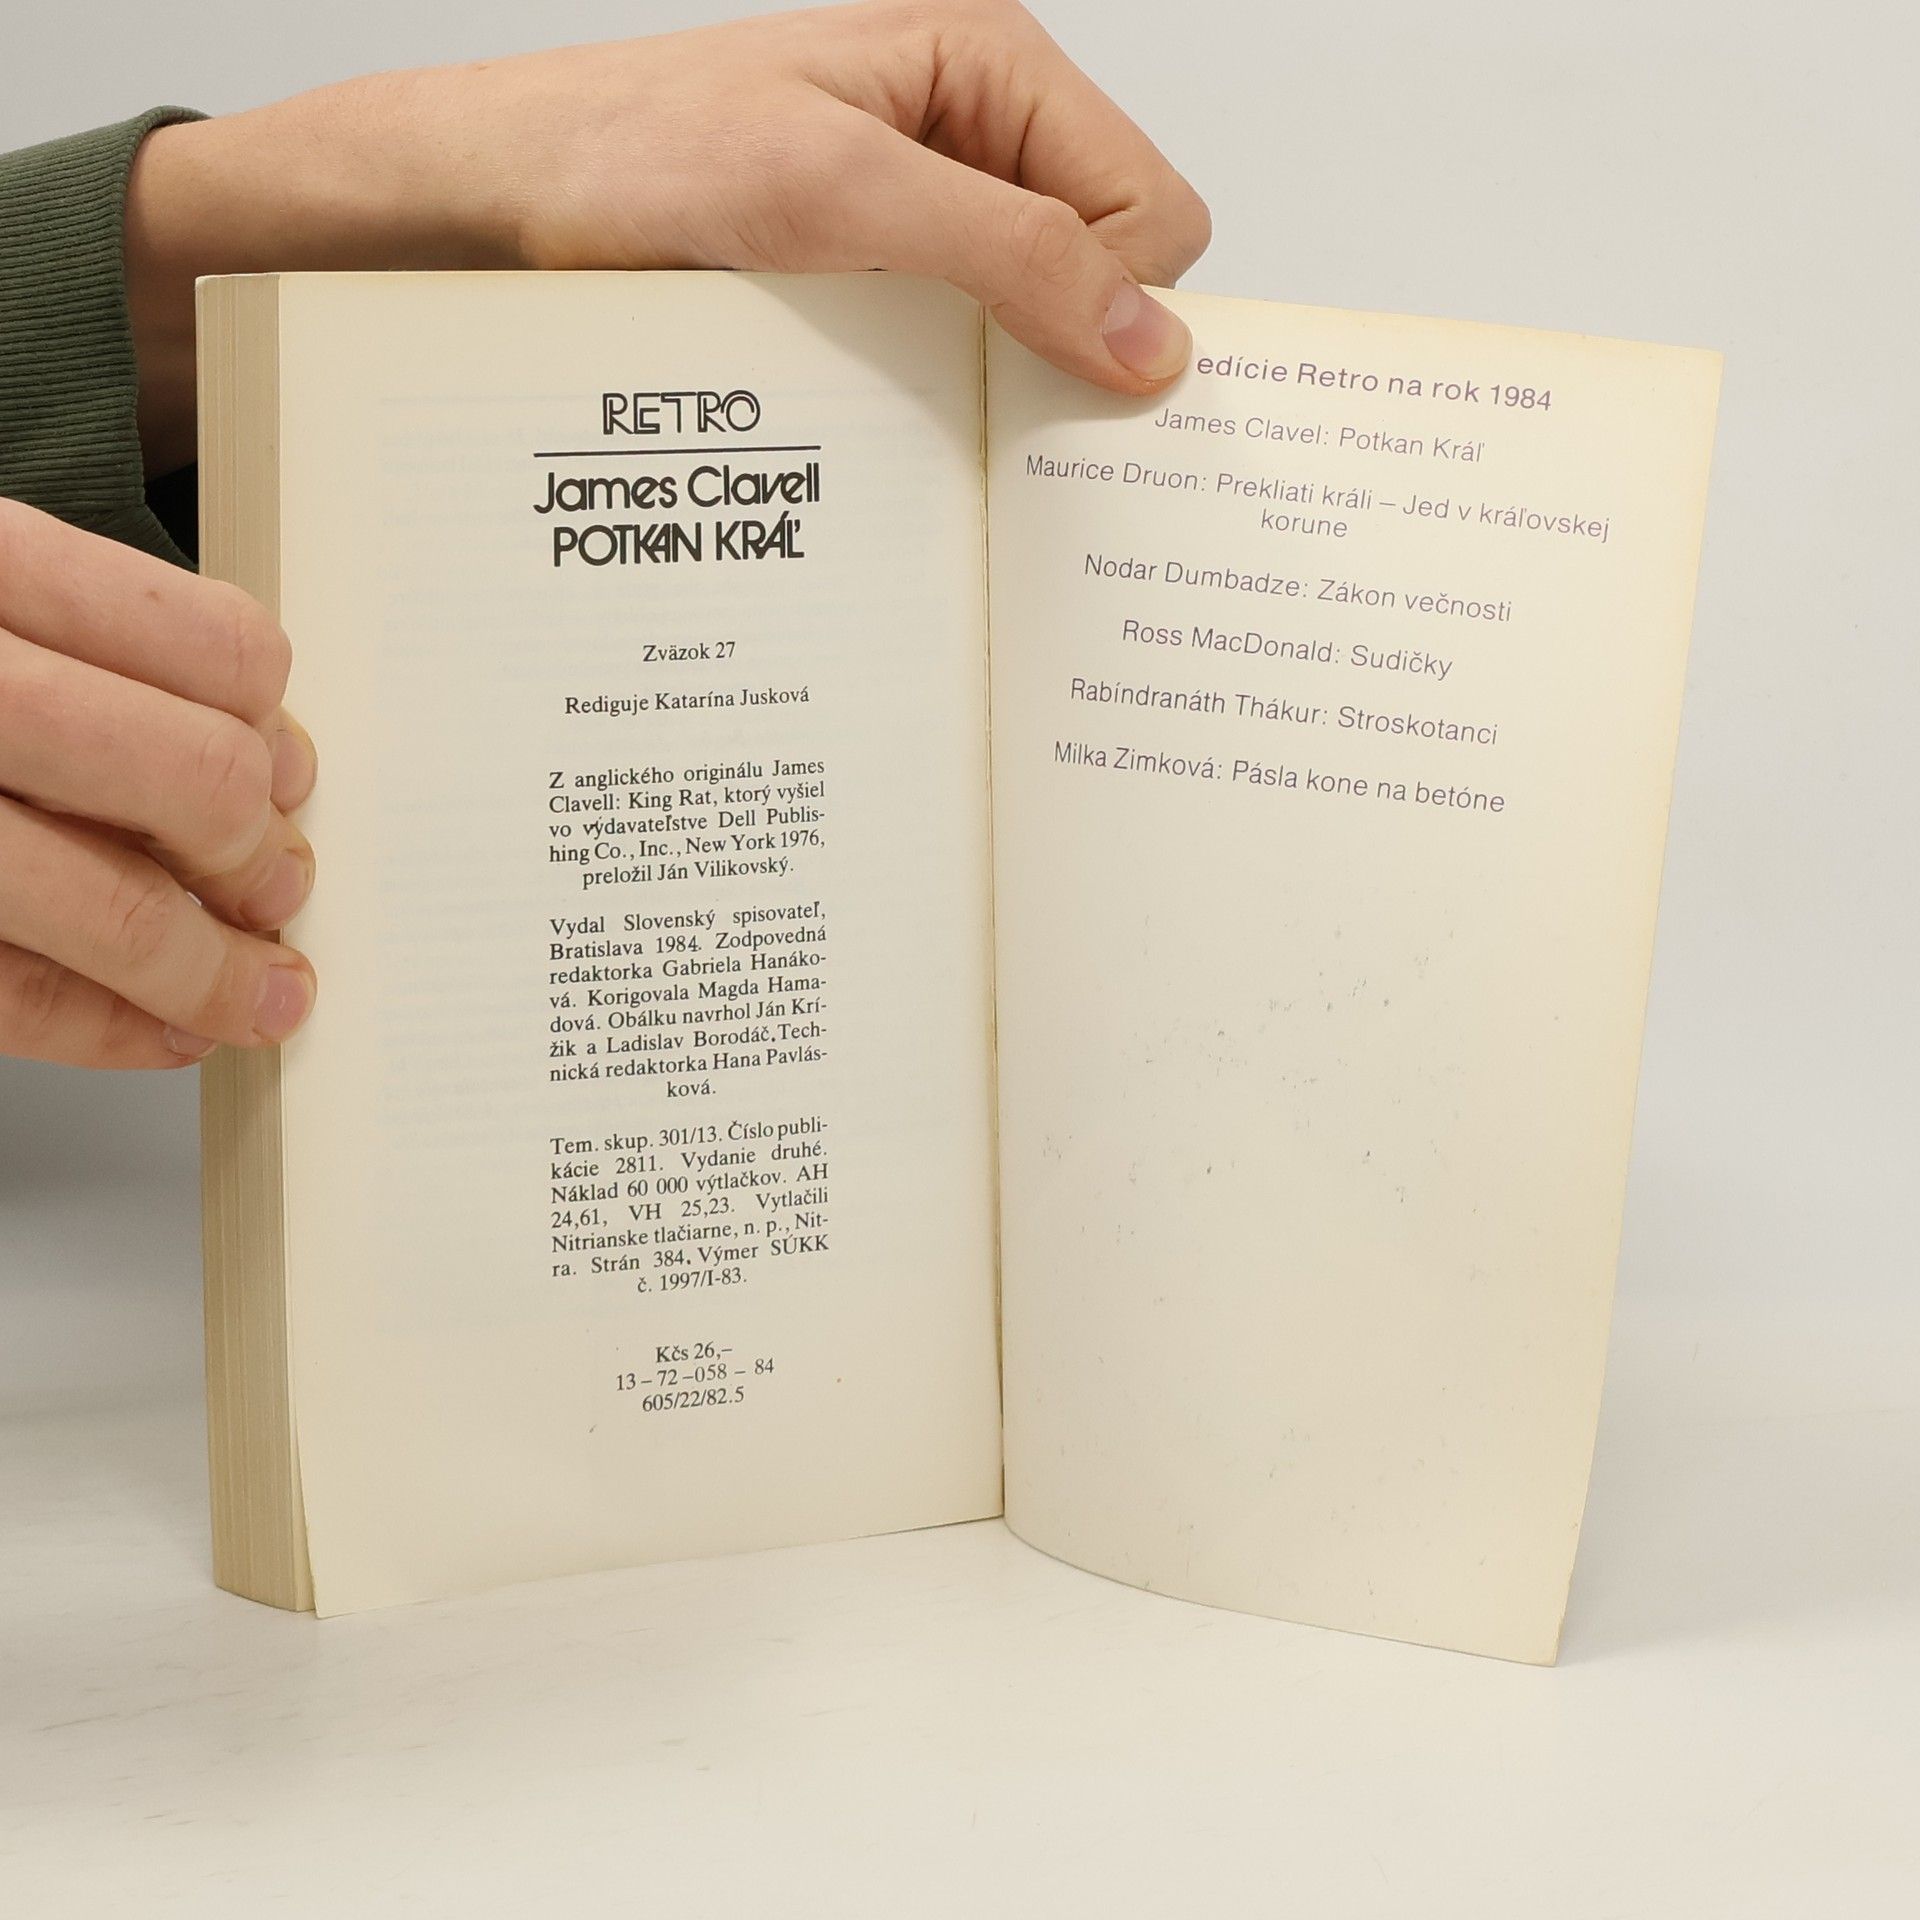 RETRO
James Clavell
POTKAN KRÁĽ
Zväzok 27
Rediguje Katarína Jusková
Z anglického originálu James
Clavell: King Rat, ktorý vyšiel
vo vydavateľstve Dell Publis-
hing Co., Inc., New York 1976,
preložil Ján Vilikovský.
Vydal Slovenský spisovateľ,
Bratislava 1984. Zodpovedná
redaktorka Gabriela Hanáko-
vá. Korigovala Magda Hama-
dová. Obálku navrhol Ján Krí-
žik a Ladislav Borodáč. Tech-
nická redaktorka Hana Pavlás-
ková.
Tem. skup. 301/13. Číslo publi-
kácie 2811. Vydanie druhé.
Náklad 60 000 výtlačkov. AH
24,61, VH 25,23. Vytlačili
Nitrianske tlačiarne, n. p., Nit-
ra. Strán 384. Výmer SÚKK
č. 1997/I-83.
Kčs 26,–
13 – 72 –058 – 84
605/22/82.5
edície Retro na rok 1984
James Clavel: Potkan Kráľ
Maurice Druon: Prekliati králi – Jed v kráľovskej
korune
Nodar Dumbadze: Zákon večnosti
Ross MacDonald: Sudičky
Rabíndranáth Thákur: Stroskotanci
Milka Zimková: Pásla kone na betóne